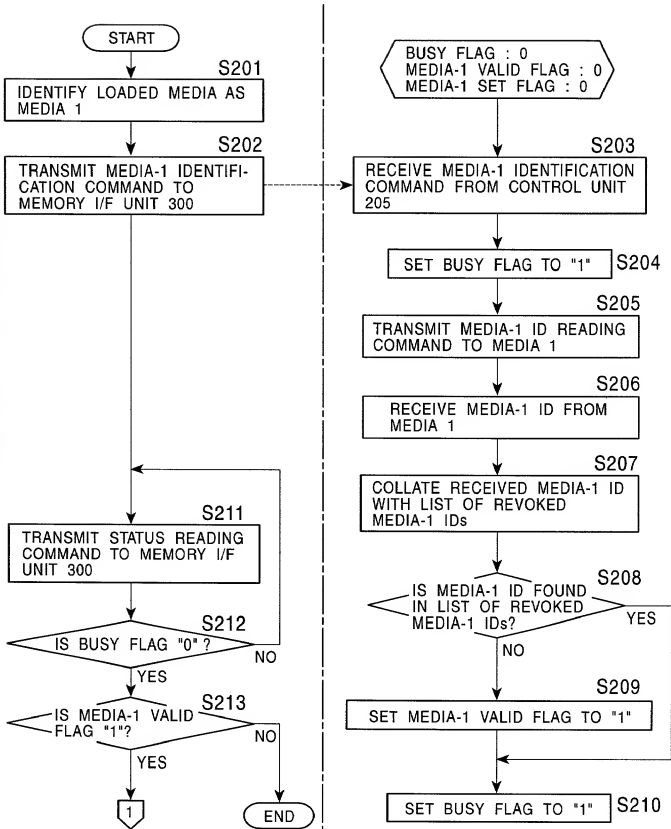 START
S201
IDENTIFY LOADED MEDIA AS
MEDIA 1
S202
TRANSMIT MEDIA-1 IDENTIFI-
CATION COMMAND TO
MEMORY I/F UNIT 300
S211
TRANSMIT STATUS READING
COMMAND TO MEMORY I/F
UNIT 300
S212
IS BUSY FLAG "0" ?
NO
YES
S213
IS MEDIA-1 VALID
FLAG "1"?
NO
YES
1
END
BUSY FLAG : 0
MEDIA-1 VALID FLAG : 0
MEDIA-1 SET FLAG : 0
S203
RECEIVE MEDIA-1 IDENTIFICATION
COMMAND FROM CONTROL UNIT
205
SET BUSY FLAG TO "1"
S204
S205
TRANSMIT MEDIA-1 ID READING
COMMAND TO MEDIA 1
S206
RECEIVE MEDIA-1 ID FROM
MEDIA 1
S207
COLLATE RECEIVED MEDIA-1 ID
WITH LIST OF REVOKED
MEDIA-1 IDs
S208
IS MEDIA-1 ID FOUND
IN LIST OF REVOKED
MEDIA-1 IDs?
YES
NO
S209
SET MEDIA-1 VALID FLAG TO "1"
SET BUSY FLAG TO "1"
S210